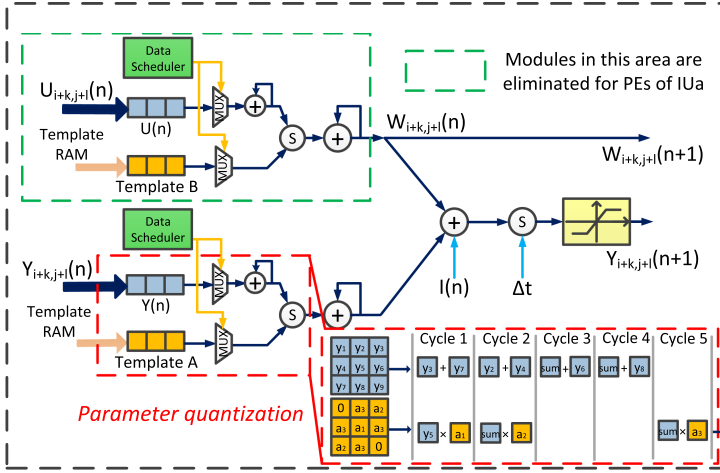 Data
Scheduler
Modules in this area are
eliminated for PEs of IUa
U_{i+k,j+l}(n)
MUX
+
U(n)
S
+
W_{i+k,j+l}(n)
Template
RAM
MUX
Template B
W_{i+k,j+l}(n+1)
Data
Scheduler
+
S
Y_{i+k,j+l}(n)
MUX
+
Y(n)
I(n)
Δt
Y_{i+k,j+l}(n+1)
S
+
Template
RAM
MUX
Template A
Cycle 1 Cycle 2 Cycle 3 Cycle 4 Cycle 5
y₁ y₂ y₃
y₄ y₅ y₆
y₇ y₈ y₉
y₃ + y₇ y₂ + y₄ sum + y₆ sum + y₈
Parameter quantization
0 a₃ a₂
a₃ a₁ a₃
a₂ a₃ 0
y₅ × a₁ sum × a₂ sum × a₃